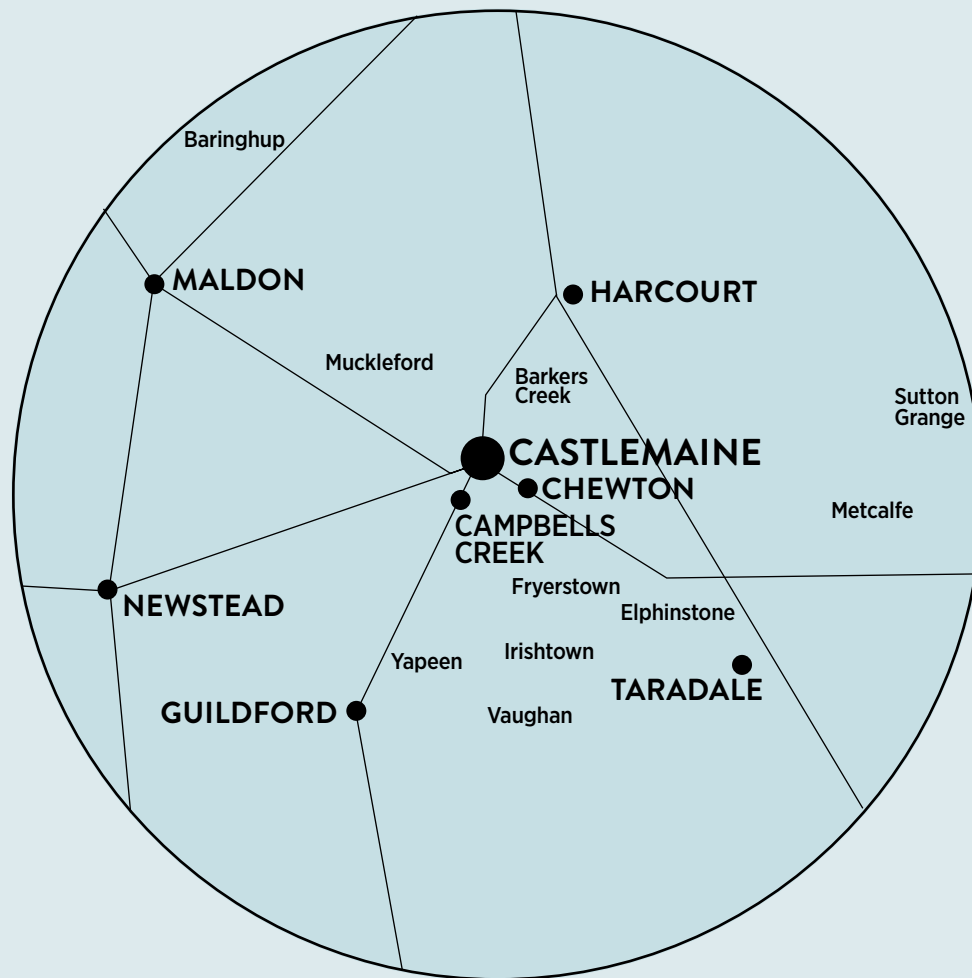 Baringhup
MALDON
HARCOURT
Muckleford
Barkers
Creek
Sutton
Grange
CASTLEMAINE
CHEWTON
Metcalfe
CAMPBELLS
CREEK
Fryerstown
NEWSTEAD
Elphinstone
Irishtown
Yapeen
TARADALE
GUILDFORD
Vaughan